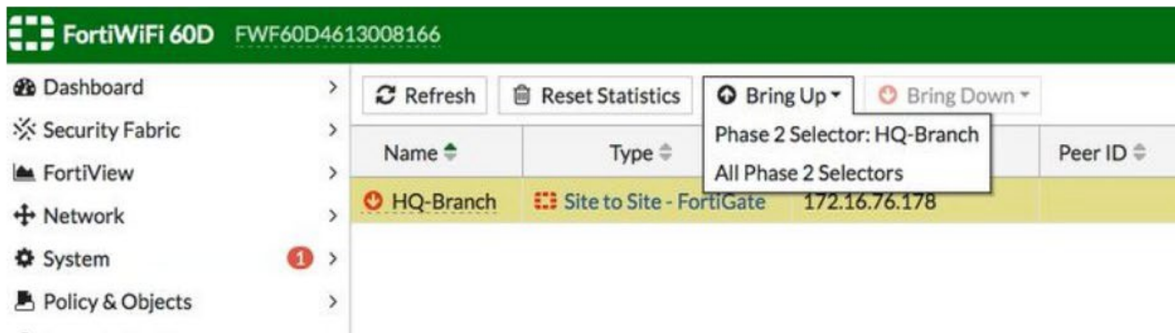 FortiWiFi 60D FWF60D4613008166
Dashboard
Security Fabric
FortiView
Network
System 1
Policy & Objects
Refresh Reset Statistics Bring Up Bring Down
Phase 2 Selector: HQ-Branch
All Phase 2 Selectors
Name Type Peer ID
HQ-Branch Site to Site - FortiGate 172.16.76.178